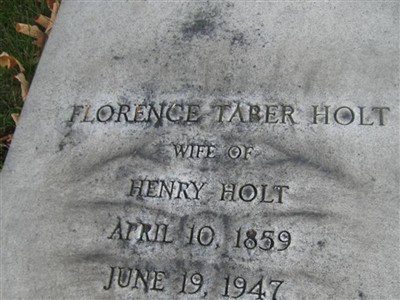 FLORENCE TABER HOLT
WIFE OF
HENRY HOLT
APRIL 10, 1859
JUNE 19, 1947